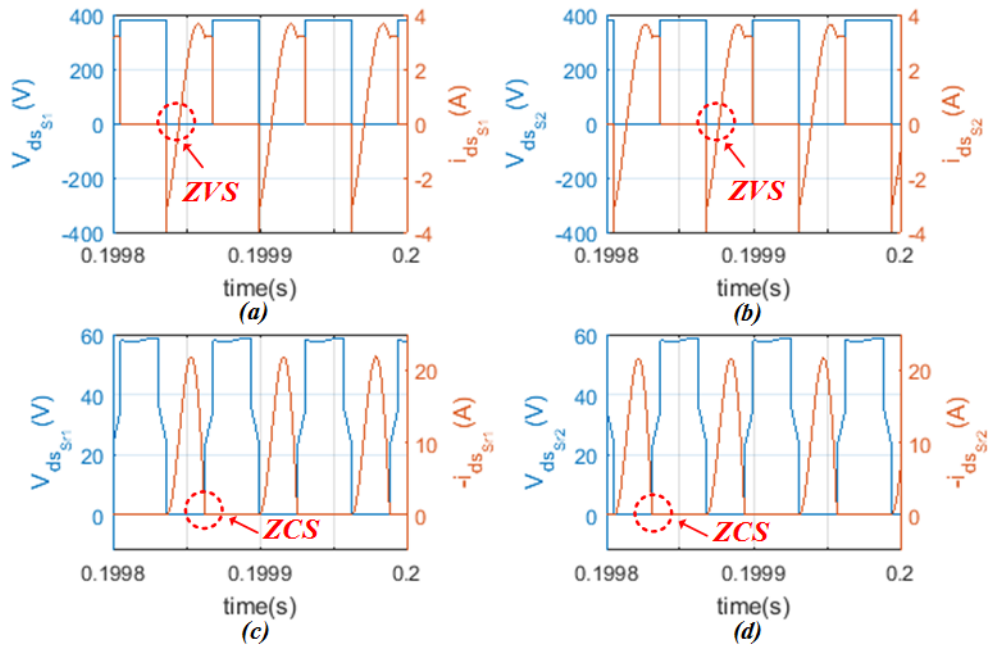 400
200
0
-200
-400
V_ds_S1 (V)
4
2
0
-2
-4
i_ds_S1 (A)
ZVS
0.1998
0.1999
0.2
time(s)
(a)
400
200
0
-200
-400
V_ds_S2 (V)
4
2
0
-2
-4
i_ds_S2 (A)
ZVS
0.1998
0.1999
0.2
time(s)
(b)
60
40
20
0
V_ds_Sr1 (V)
20
10
0
-i_ds_Sr1 (A)
ZCS
0.1998
0.1999
0.2
time(s)
(c)
60
40
20
0
V_ds_Sr2 (V)
20
10
0
-i_ds_Sr2 (A)
ZCS
0.1998
0.1999
0.2
time(s)
(d)